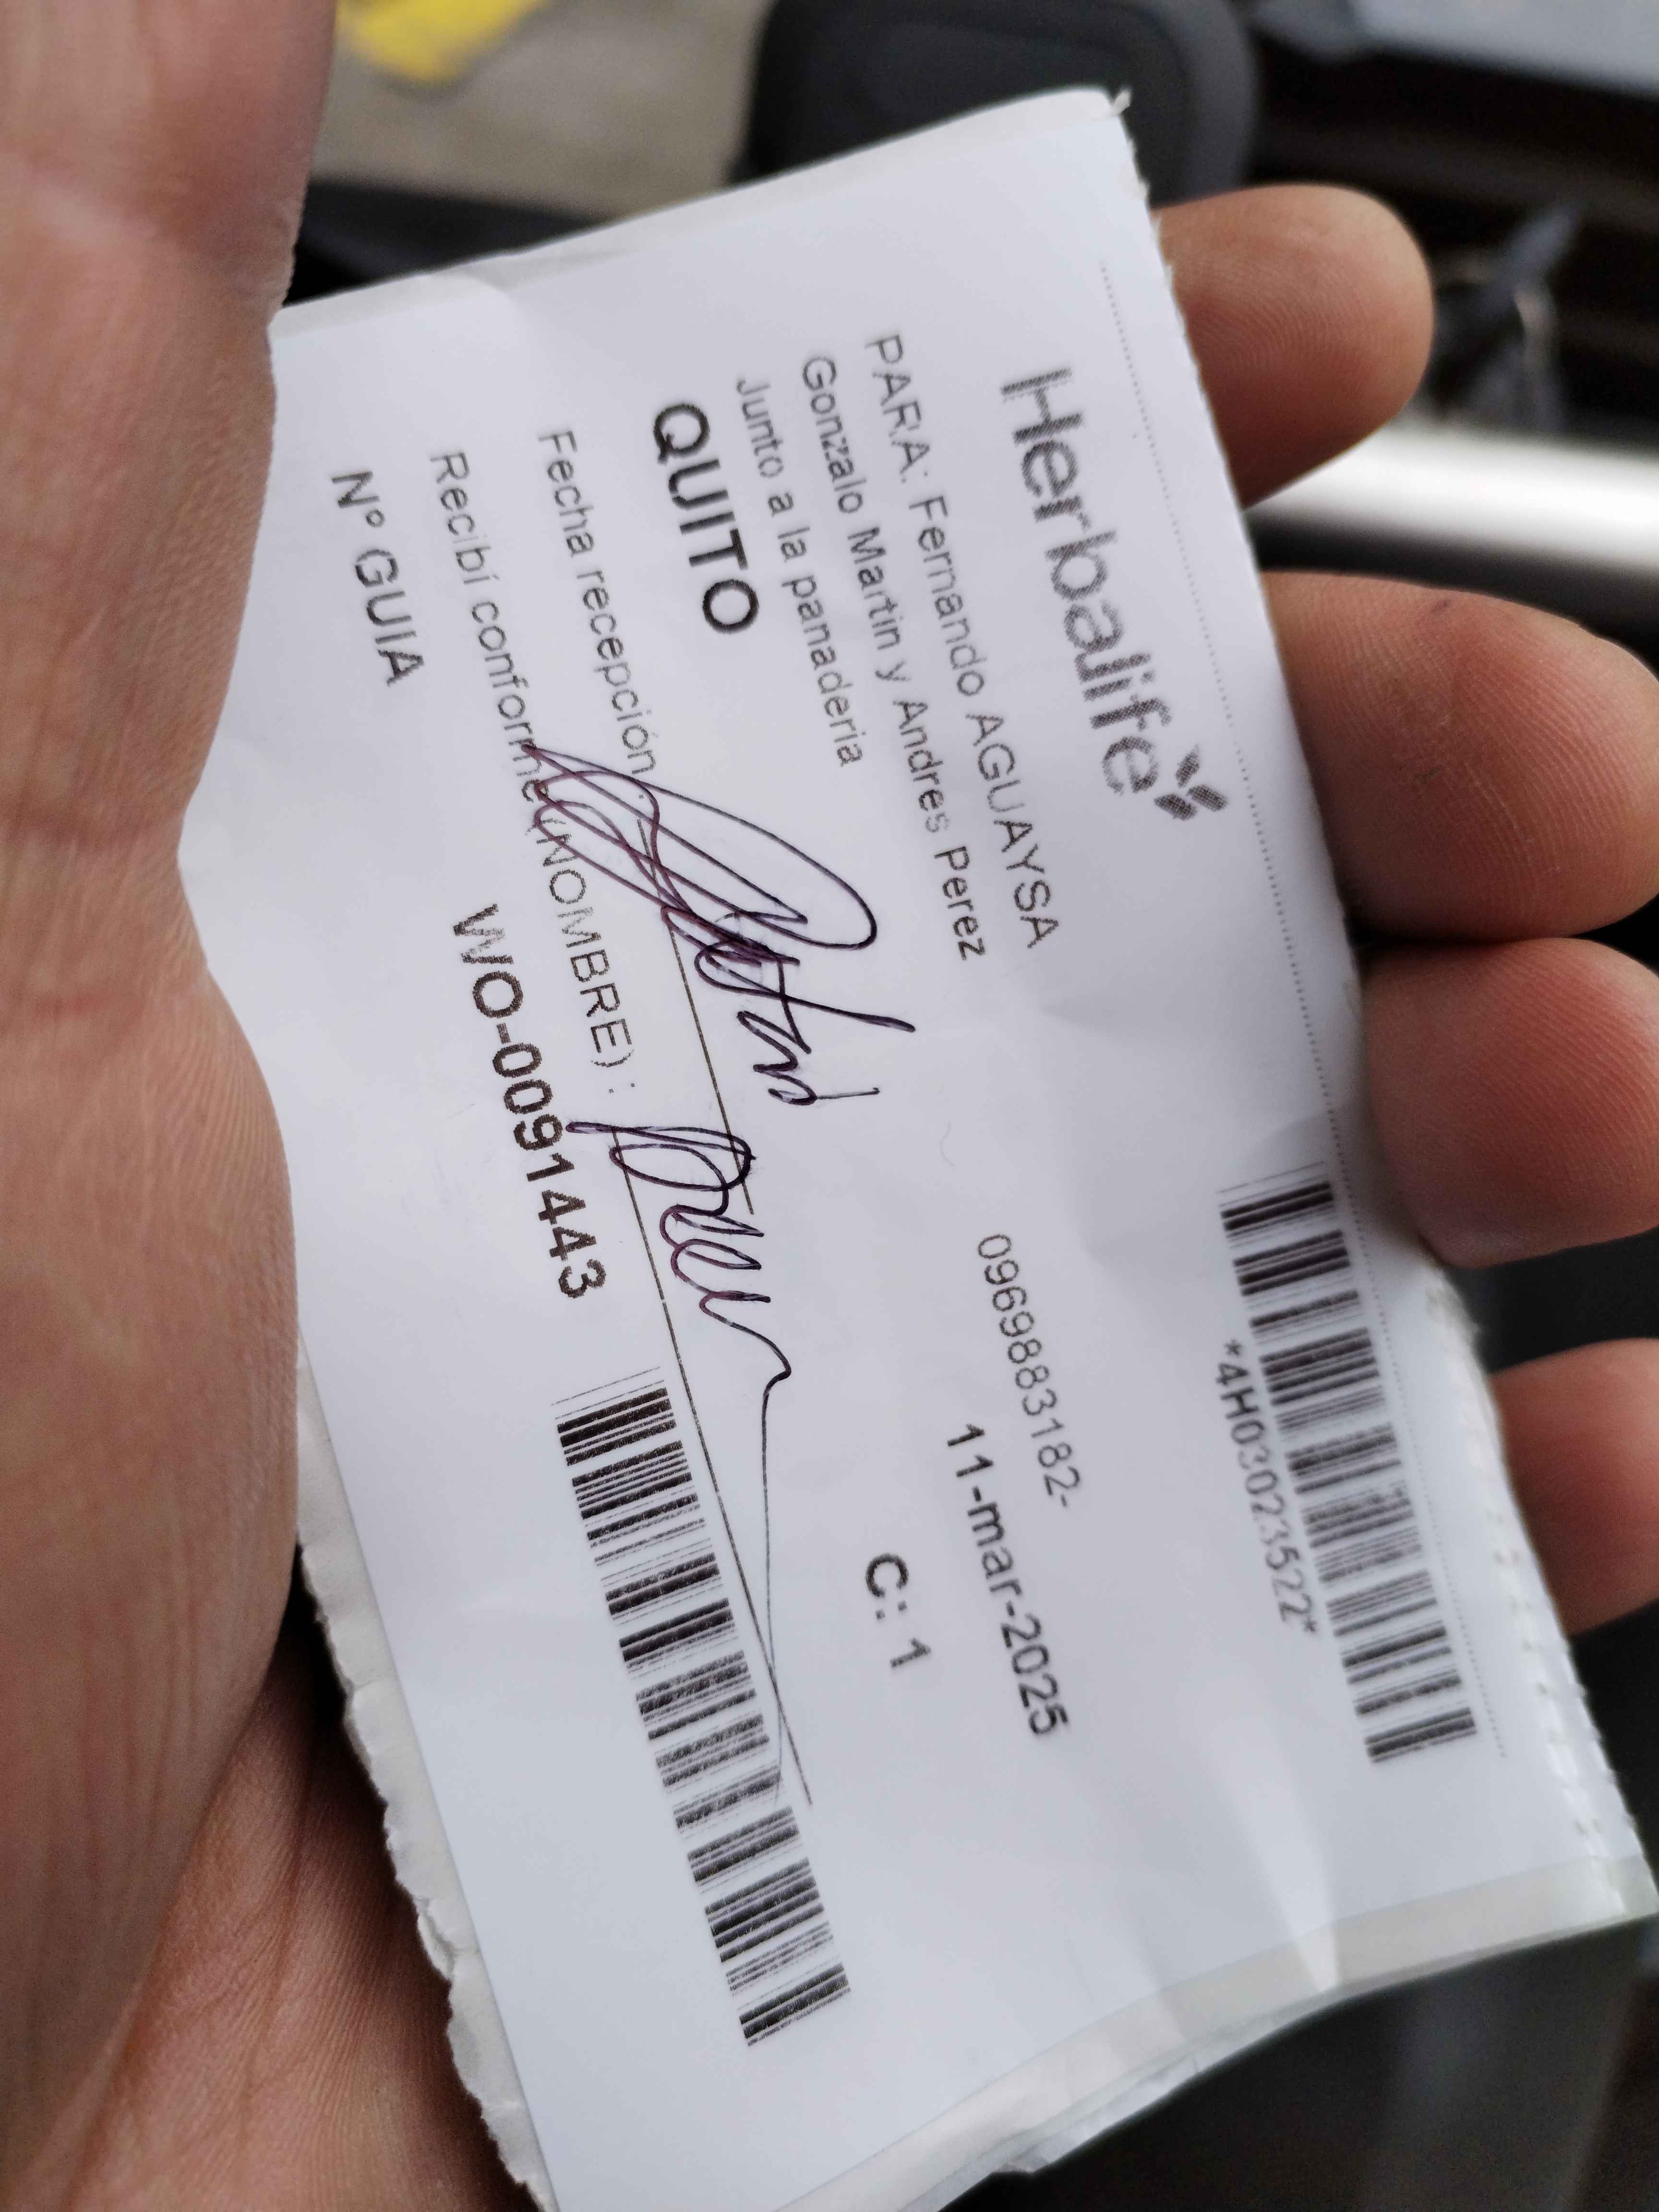 Herbalife
*4H03023522*
PARA: Fernando AGUAYSA
0969883182-
Gonzalo Martin y Andres Perez
11-mar-2025
Junto a la panaderia
QUITO
C: 1
Fecha recepción :
Recibí conforme (NOMBRE) :
Nº GUIA
WO-0091443